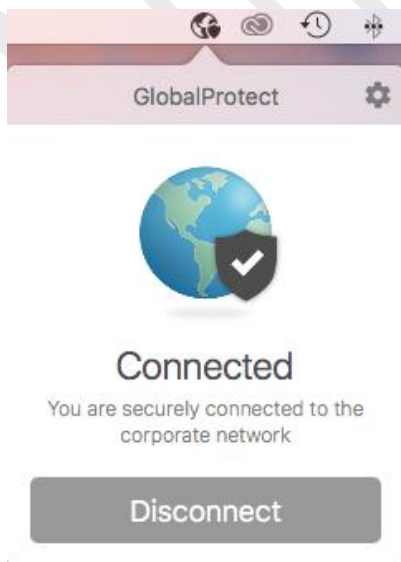 GlobalProtect
Connected
You are securely connected to the
corporate network
Disconnect